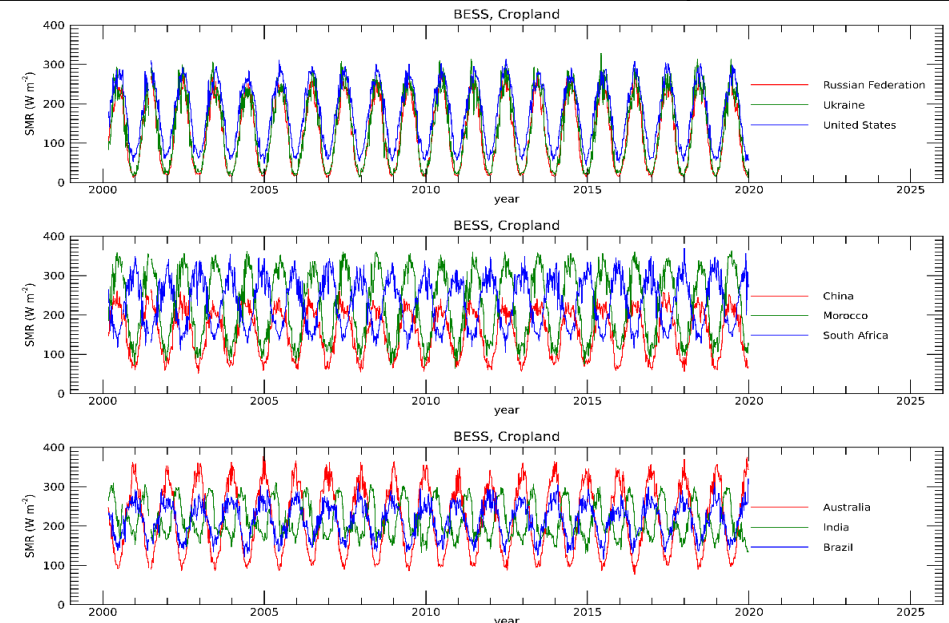 BESS, Cropland
400
300
200
100
0
SMR (W m-2)
Russian Federation
Ukraine
United States
2000 2005 2010 2015 2020 2025
year
BESS, Cropland
400
300
200
100
0
SMR (W m-2)
China
Morocco
South Africa
2000 2005 2010 2015 2020 2025
year
BESS, Cropland
400
300
200
100
0
SMR (W m-2)
Australia
India
Brazil
2000 2005 2010 2015 2020 2025
year